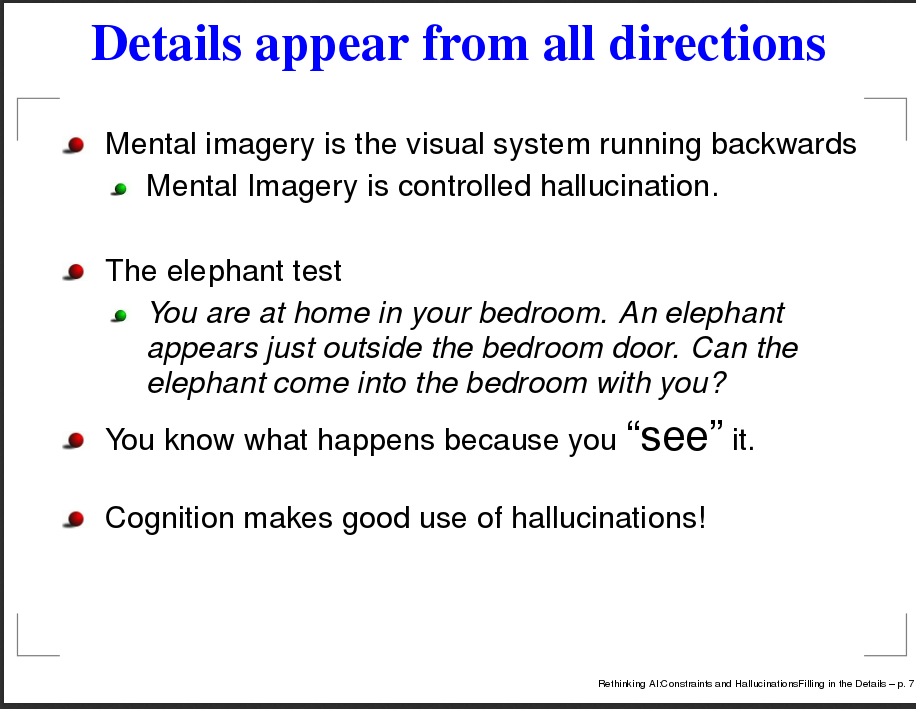 Details appear from all directions
Mental imagery is the visual system running backwards
Mental Imagery is controlled hallucination.
The elephant test
You are at home in your bedroom. An elephant
appears just outside the bedroom door. Can the
elephant come into the bedroom with you?
You know what happens because you “see” it.
Cognition makes good use of hallucinations!
Rethinking AI:Constraints and HallucinationsFilling in the Details – p. 7